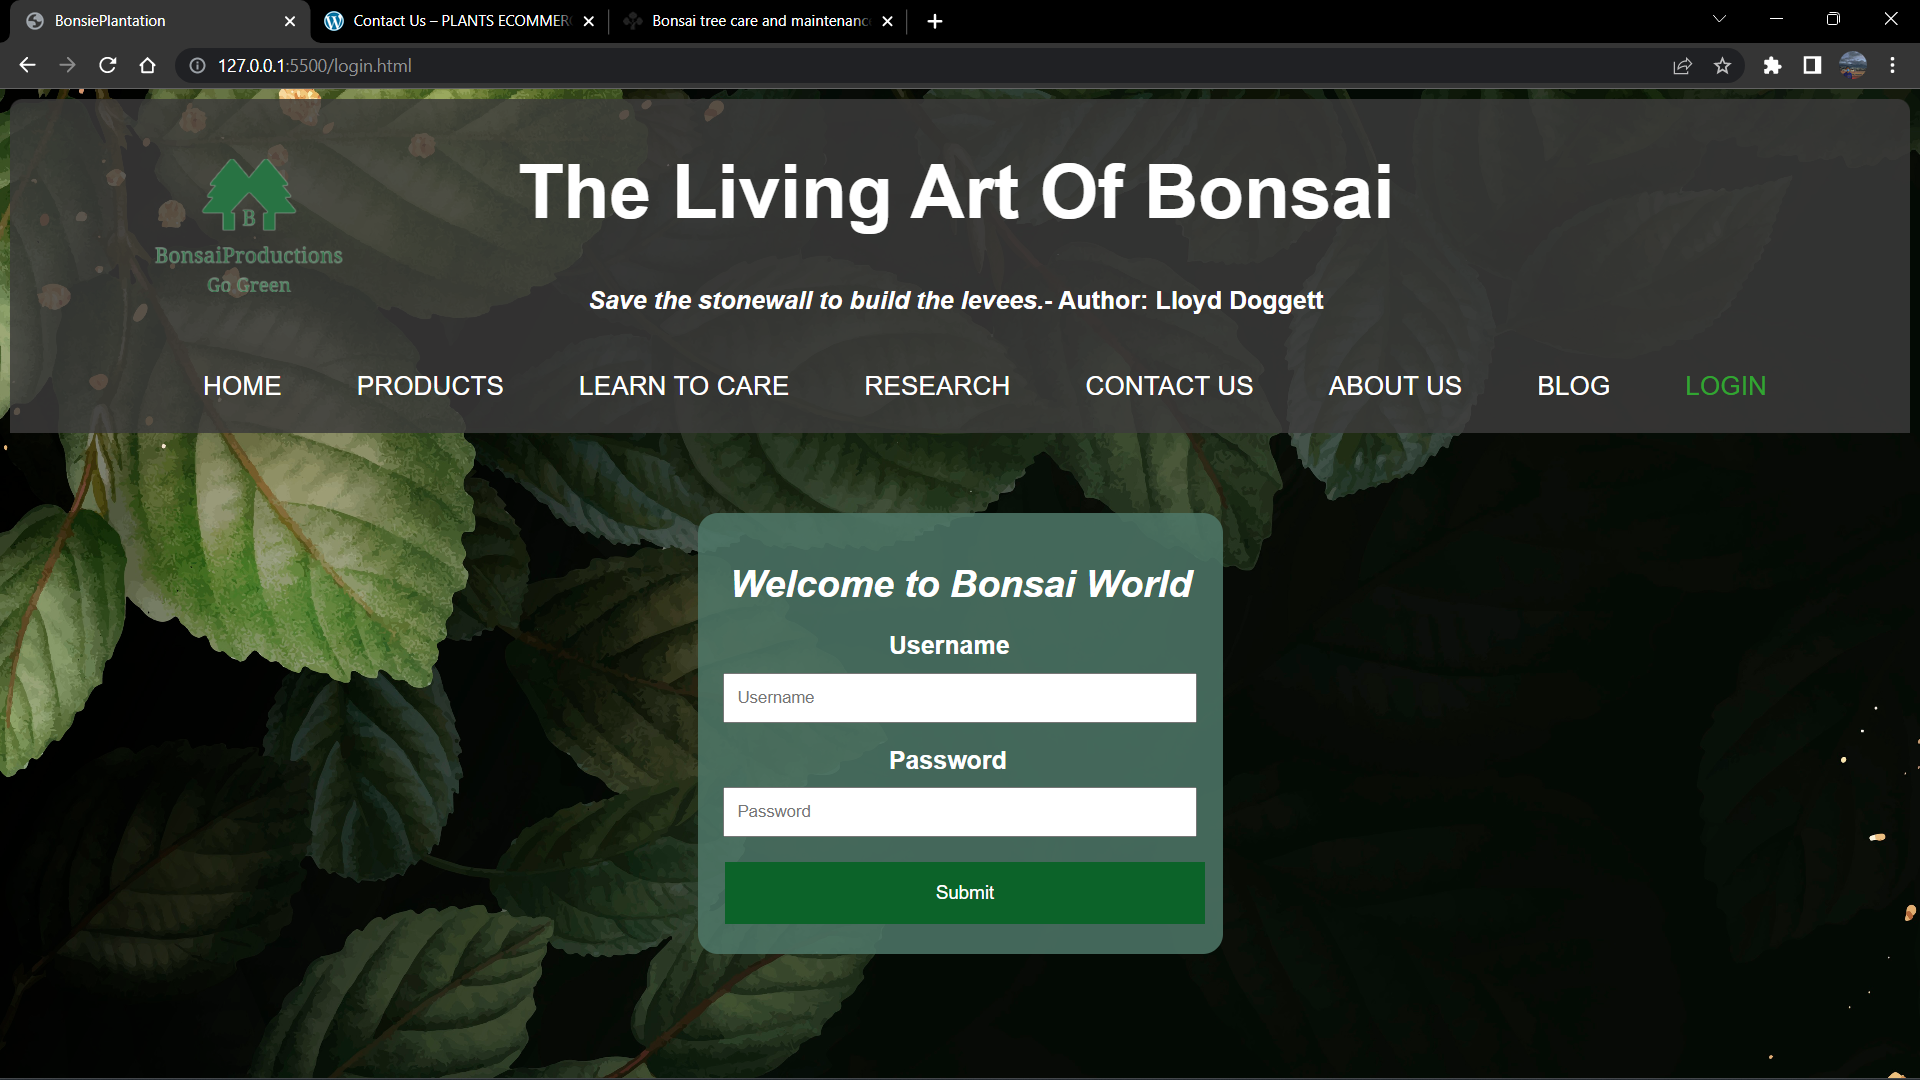 BonsiePlantation
Contact Us – PLANTS ECOMMER
Bonsai tree care and maintenanc
127.0.0.1:5500/login.html
The Living Art Of Bonsai
B
BonsaiProductions
Go Green
Save the stonewall to build the levees.- Author: Lloyd Doggett
HOME PRODUCTS LEARN TO CARE RESEARCH CONTACT US ABOUT US BLOG LOGIN
Welcome to Bonsai World
Username
Username
Password
Password
Submit